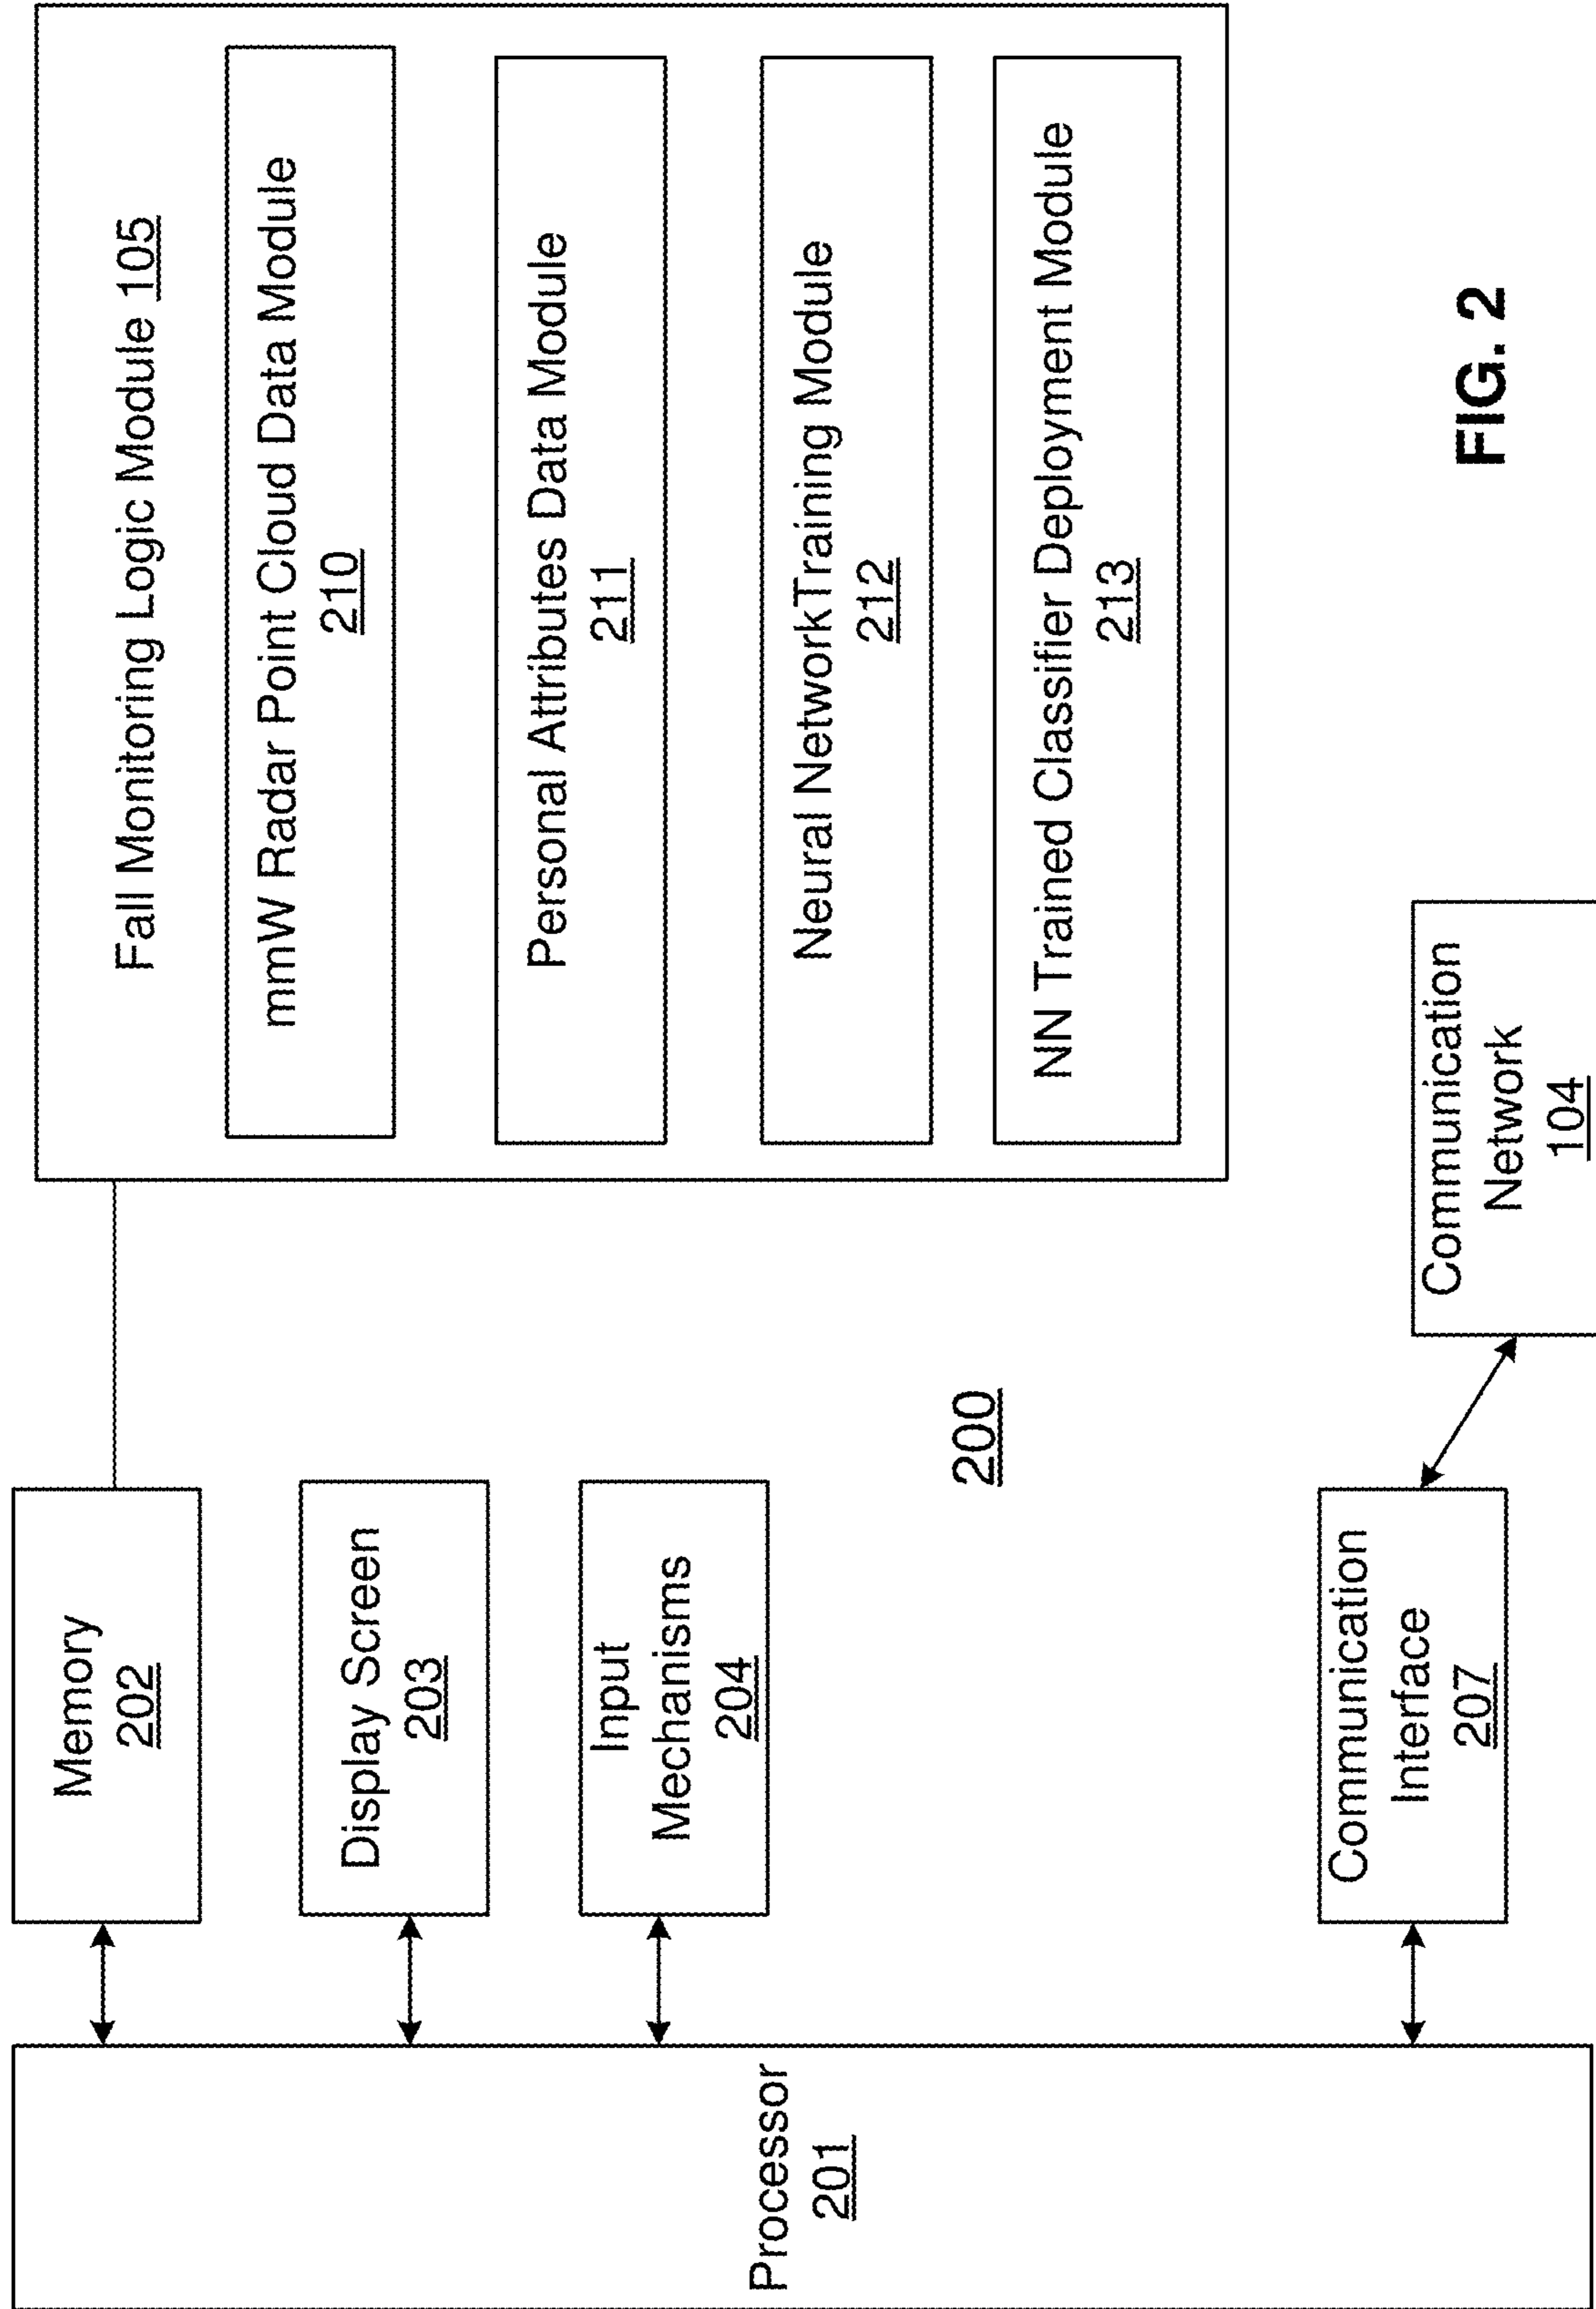 Processor
201
Memory
202
Display Screen
203
Input
Mechanisms
204
200
Communication
Interface
207
Communication
Network
104
Fall Monitoring Logic Module 105
mmW Radar Point Cloud Data Module
210
Personal Attributes Data Module
211
Neural NetworkTraining Module
212
NN Trained Classifier Deployment Module
213
FIG. 2